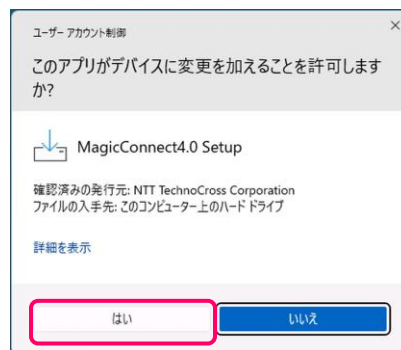 ユーザー アカウント制御
このアプリがデバイスに変更を加えることを許可します
か?
MagicConnect4.0 Setup
確認済みの発行元: NTT TechnoCross Corporation
ファイルの入手先: このコンピューター上のハード ドライブ
詳細を表示
はい
いいえ